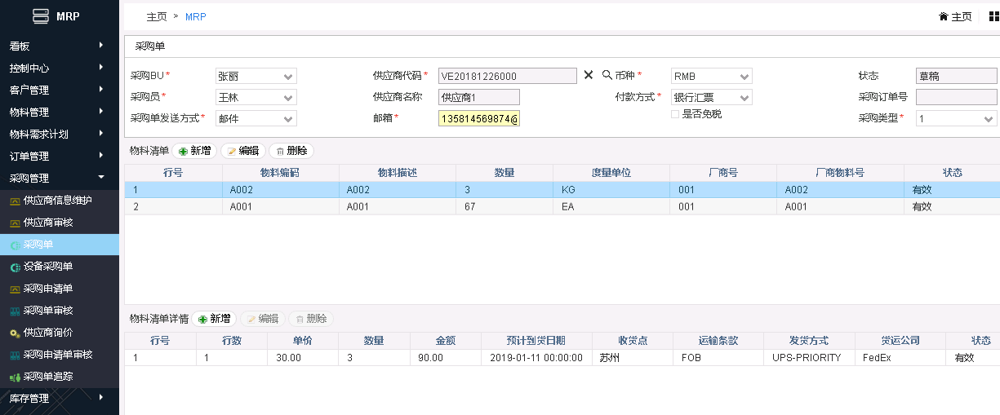 MRP
主页 > MRP
主页
看板
控制中心
客户管理
物料管理
物料需求计划
订单管理
采购管理
供应商信息维护
供应商审核
采购单
设备采购单
采购申请单
采购单审核
供应商询价
采购申请单审核
采购单追踪
库存管理
采购单
采购BU* 张丽 供应商代码* VE20181226000 币种* RMB 状态 草稿
采购员* 王林 供应商名称 供应商1 付款方式* 银行汇票 采购订单号
采购单发送方式* 邮件 邮箱* 135814569874@ 是否免税 采购类型* 1
物料清单 新增 编辑 删除
行号 物料编码 物料描述 数量 度量单位 厂商号 厂商物料号 状态
1 A002 A002 3 KG 001 A002 有效
2 A001 A001 67 EA 001 A001 有效
物料清单详情 新增 编辑 删除
行号 行数 单价 数量 金额 预计到货日期 收货点 运输条款 发货方式 货运公司 状态
1 1 30.00 3 90.00 2019-01-11 00:00:00 苏州 FOB UPS-PRIORITY FedEx 有效